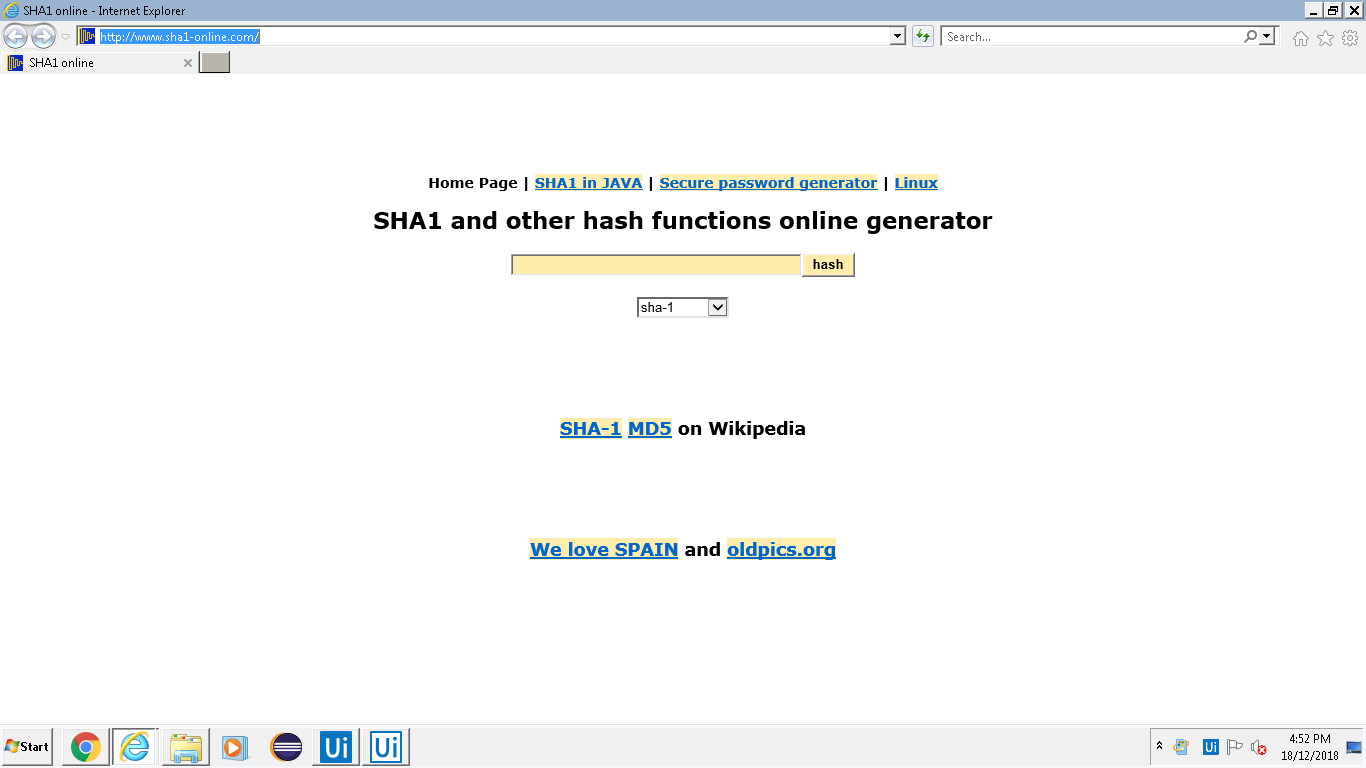 SHA1 online - Internet Explorer
http://www.sha1-online.com/
Search...
SHA1 online
Home Page | SHA1 in JAVA | Secure password generator | Linux
SHA1 and other hash functions online generator
hash
sha-1
SHA-1 MD5 on Wikipedia
We love SPAIN and oldpics.org
Start
Ui
Ui
Ui
4:52 PM
18/12/2018